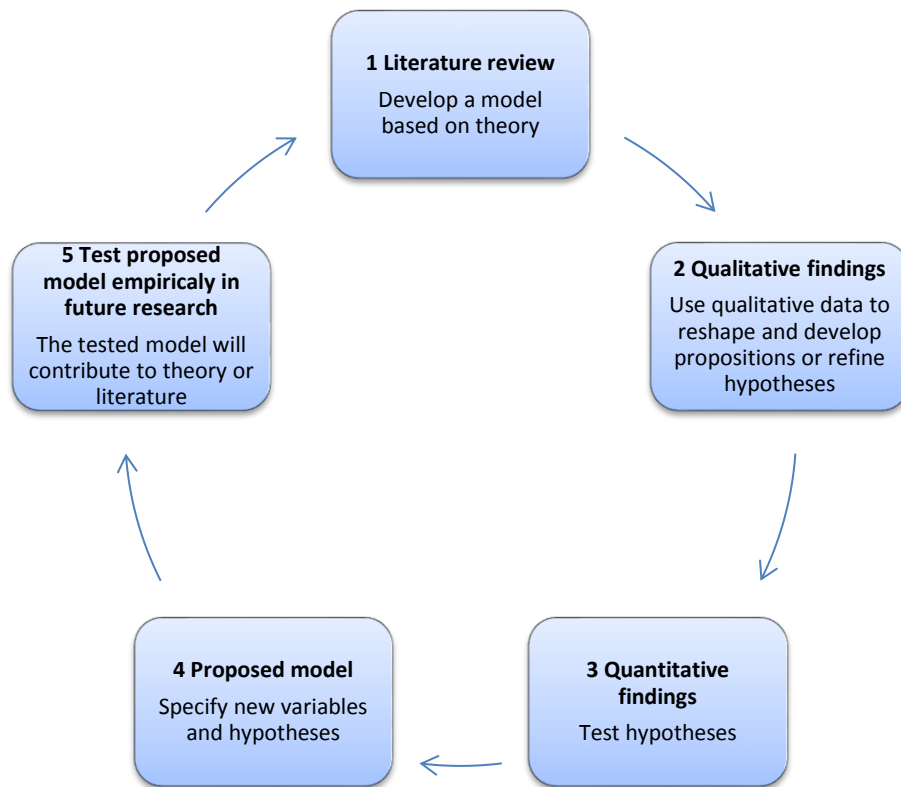 1 Literature review
Develop a model
based on theory
2 Qualitative findings
Use qualitative data to
reshape and develop
propositions or refine
hypotheses
3 Quantitative
findings
Test hypotheses
4 Proposed model
Specify new variables
and hypotheses
5 Test proposed
model empiricaly in
future research
The tested model will
contribute to theory or
literature